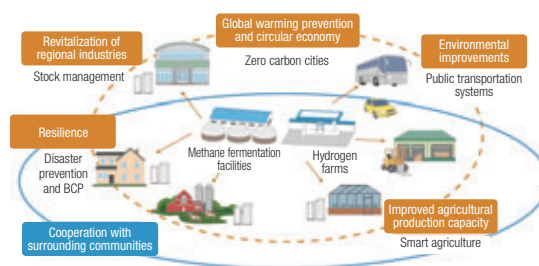 Global warming prevention
and circular economy
Zero carbon cities
Revitalization of
regional industries
Stock management
Environmental
improvements
Public transportation
systems
Resilience
Disaster
prevention
and BCP
Methane fermentation
facilities
Hydrogen
farms
Cooperation with
surrounding communities
Improved agricultural
production capacity
Smart agriculture